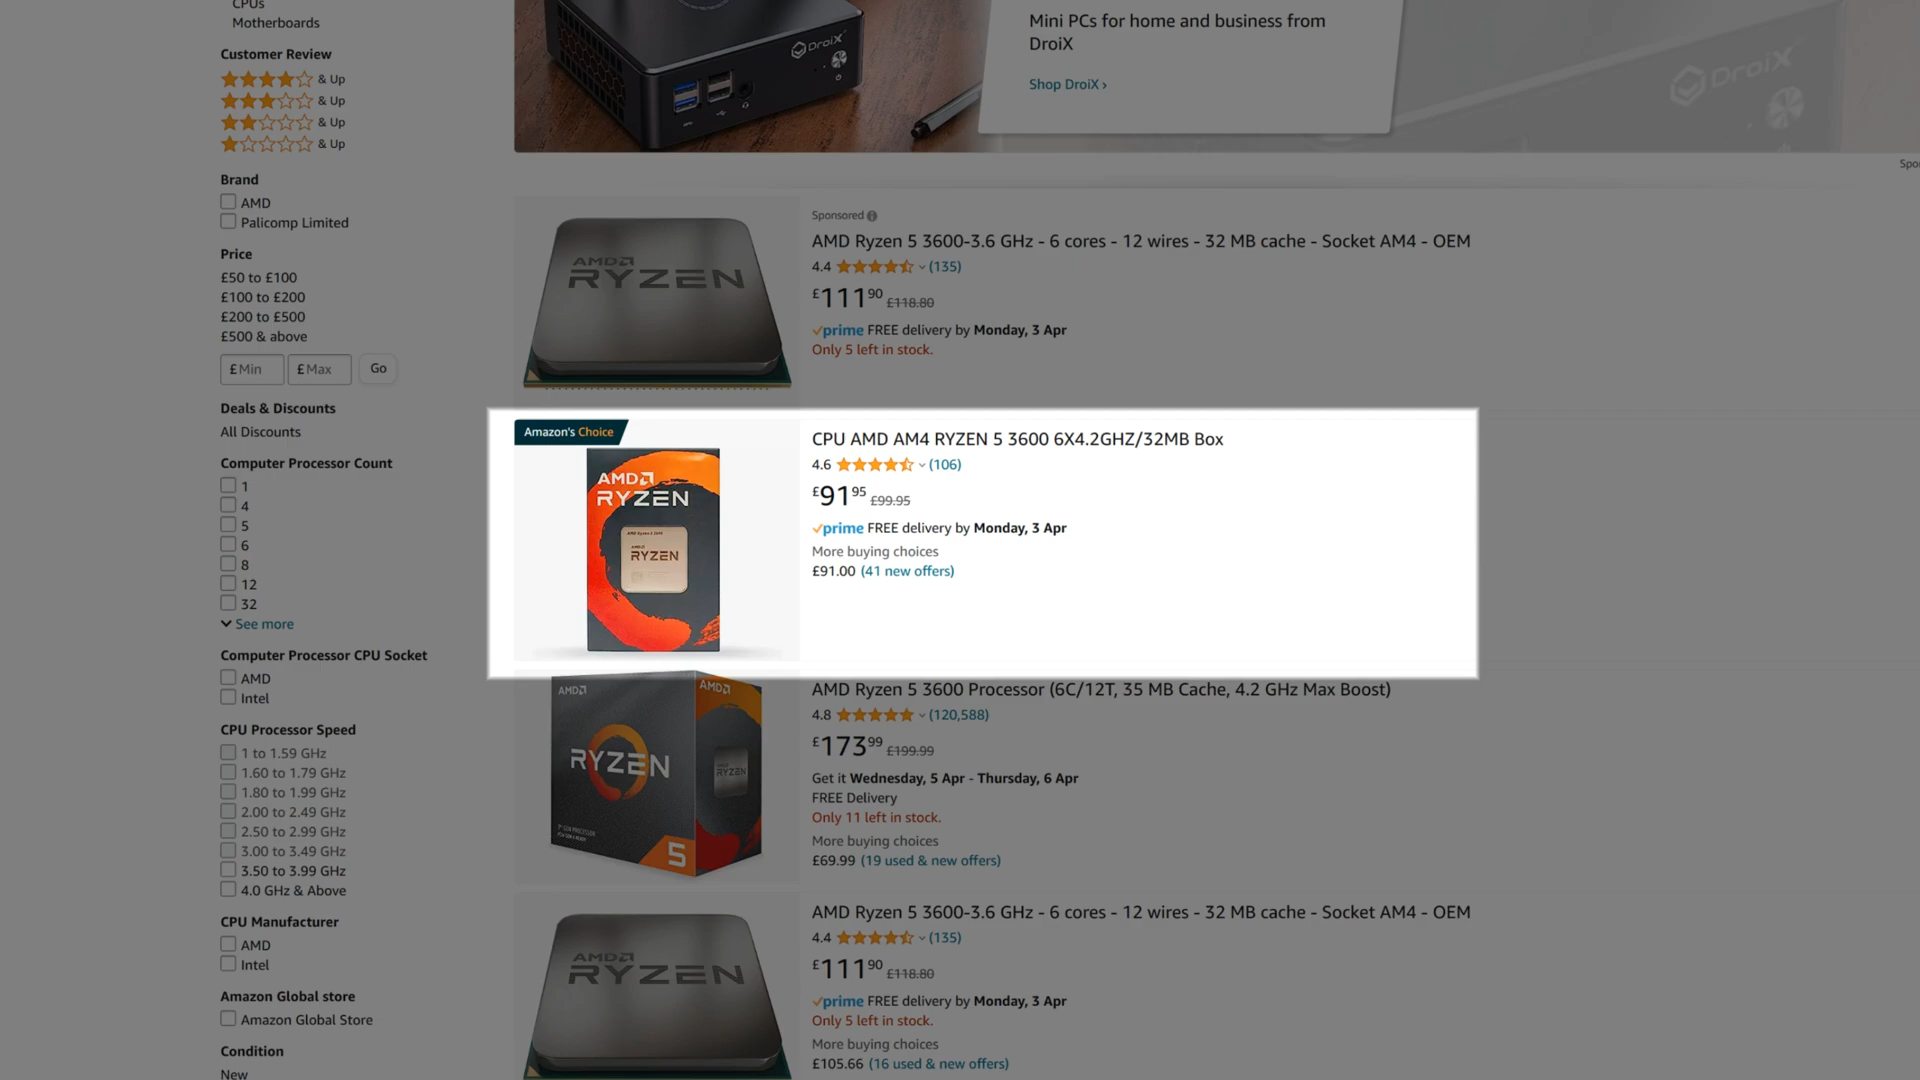 CPUs
Motherboards
Customer Review
& Up
& Up
& Up
& Up
Brand
AMD
Palicomp Limited
Price
£50 to £100
£100 to £200
£200 to £500
£500 & above
£ Min
£ Max
Go
Deals & Discounts
All Discounts
Computer Processor Count
1
4
5
6
8
12
32
See more
Computer Processor CPU Socket
AMD
Intel
CPU Processor Speed
1 to 1.59 GHz
1.60 to 1.79 GHz
1.80 to 1.99 GHz
2.00 to 2.49 GHz
2.50 to 2.99 GHz
3.00 to 3.49 GHz
3.50 to 3.99 GHz
4.0 GHz & Above
CPU Manufacturer
AMD
Intel
Amazon Global store
Amazon Global Store
Condition
New
DroiX
Mini PCs for home and business from
DroiX
Shop DroiX ›
DroiX
Spo
AMD
RYZEN
Sponsored
AMD Ryzen 5 3600-3.6 GHz - 6 cores - 12 wires - 32 MB cache - Socket AM4 - OEM
4.4 (135)
£111.90 £118.80
prime FREE delivery by Monday, 3 Apr
Only 5 left in stock.
Amazon's Choice
AMD
RYZEN
AMD Ryzen 5 3600
AMD
RYZEN
CPU AMD AM4 RYZEN 5 3600 6X4.2GHZ/32MB Box
4.6 (106)
£91.95 £99.95
prime FREE delivery by Monday, 3 Apr
More buying choices
£91.00 (41 new offers)
AMD
AMD
RYZEN
RYZEN
5
AMD Ryzen 5 3600 Processor (6C/12T, 35 MB Cache, 4.2 GHz Max Boost)
4.8 (120,588)
£173.99 £199.99
Get it Wednesday, 5 Apr - Thursday, 6 Apr
FREE Delivery
Only 11 left in stock.
More buying choices
£69.99 (19 used & new offers)
AMD
RYZEN
AMD Ryzen 5 3600-3.6 GHz - 6 cores - 12 wires - 32 MB cache - Socket AM4 - OEM
4.4 (135)
£111.90 £118.80
prime FREE delivery by Monday, 3 Apr
Only 5 left in stock.
More buying choices
£105.66 (16 used & new offers)